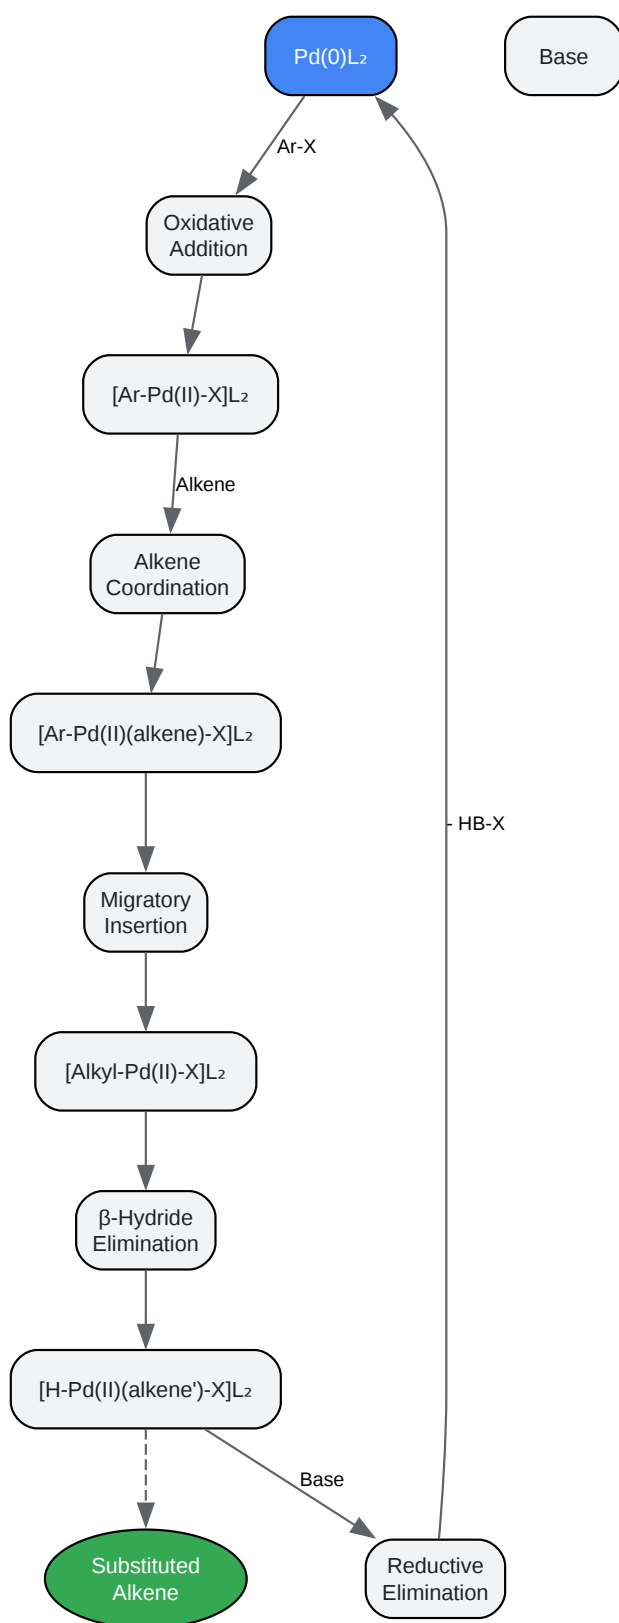 Pd(0)L₂
Base
Ar-X
Oxidative
Addition
[Ar-Pd(II)-X]L₂
Alkene
Alkene
Coordination
[Ar-Pd(II)(alkene)-X]L₂
- HB-X
Migratory
Insertion
[Alkyl-Pd(II)-X]L₂
β-Hydride
Elimination
[H-Pd(II)(alkene')-X]L₂
Base
Substituted
Alkene
Reductive
Elimination